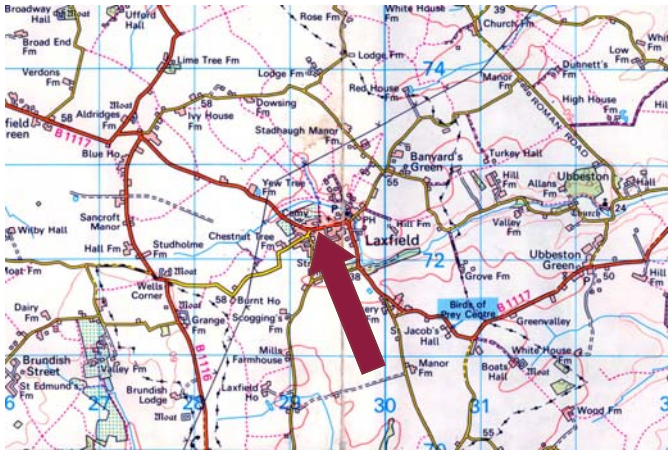 Broadway
Hall
Ufford
Hall
Rose Fm
White House
Fm
39
Church Fm
Broad End
Fm
Lime Tree Fm
Lodge Fm
74
Low
Fm
Verdons
Fm
Lodge Fm
Red House
Fm
Manor
Fm
Dunnett's
Fm
58
Moat
Aldridges
Fm
58
Dowsing
Fm
High House
Fm
ROMAN ROAD
field
Green
B 1117
Ivy House
Fm
Stadhaugh Manor
Blue Ho
Banyard's
Green
Turkey Hall
Yew Tree
Fm
55
Hill
Fm
Allans
Fm
Ubbeston
Hall
Sancroft
Manor
Cemy
P
PH
Hill Fm
Valley
Fm
Church
24
Wilby Hall
Chestnut Tree
Fm
Laxfield
Hall Fm
Studholme
Fm
72
Ubbeston
Green
Moat Fm
Moat
Wells
Corner
58
Burnt Ho
38
Grove Fm
P
50
Hill
Fm
Dairy
Fm
Moat
Grange
Fm
Scogging's
Fm
Birds of
Prey Centre
B 1117
Greenvalley
St Jacob's
Hall
Brundish
Street
Valley Fm
B 1116
Mills
Farmhouse
White House
Fm
St Edmund's
Fm
Moat
Manor
Fm
Boats
Hall
Moat
Brundish
Lodge
Laxfield
Ho
27
28
29
30
31
Wood Fm
55